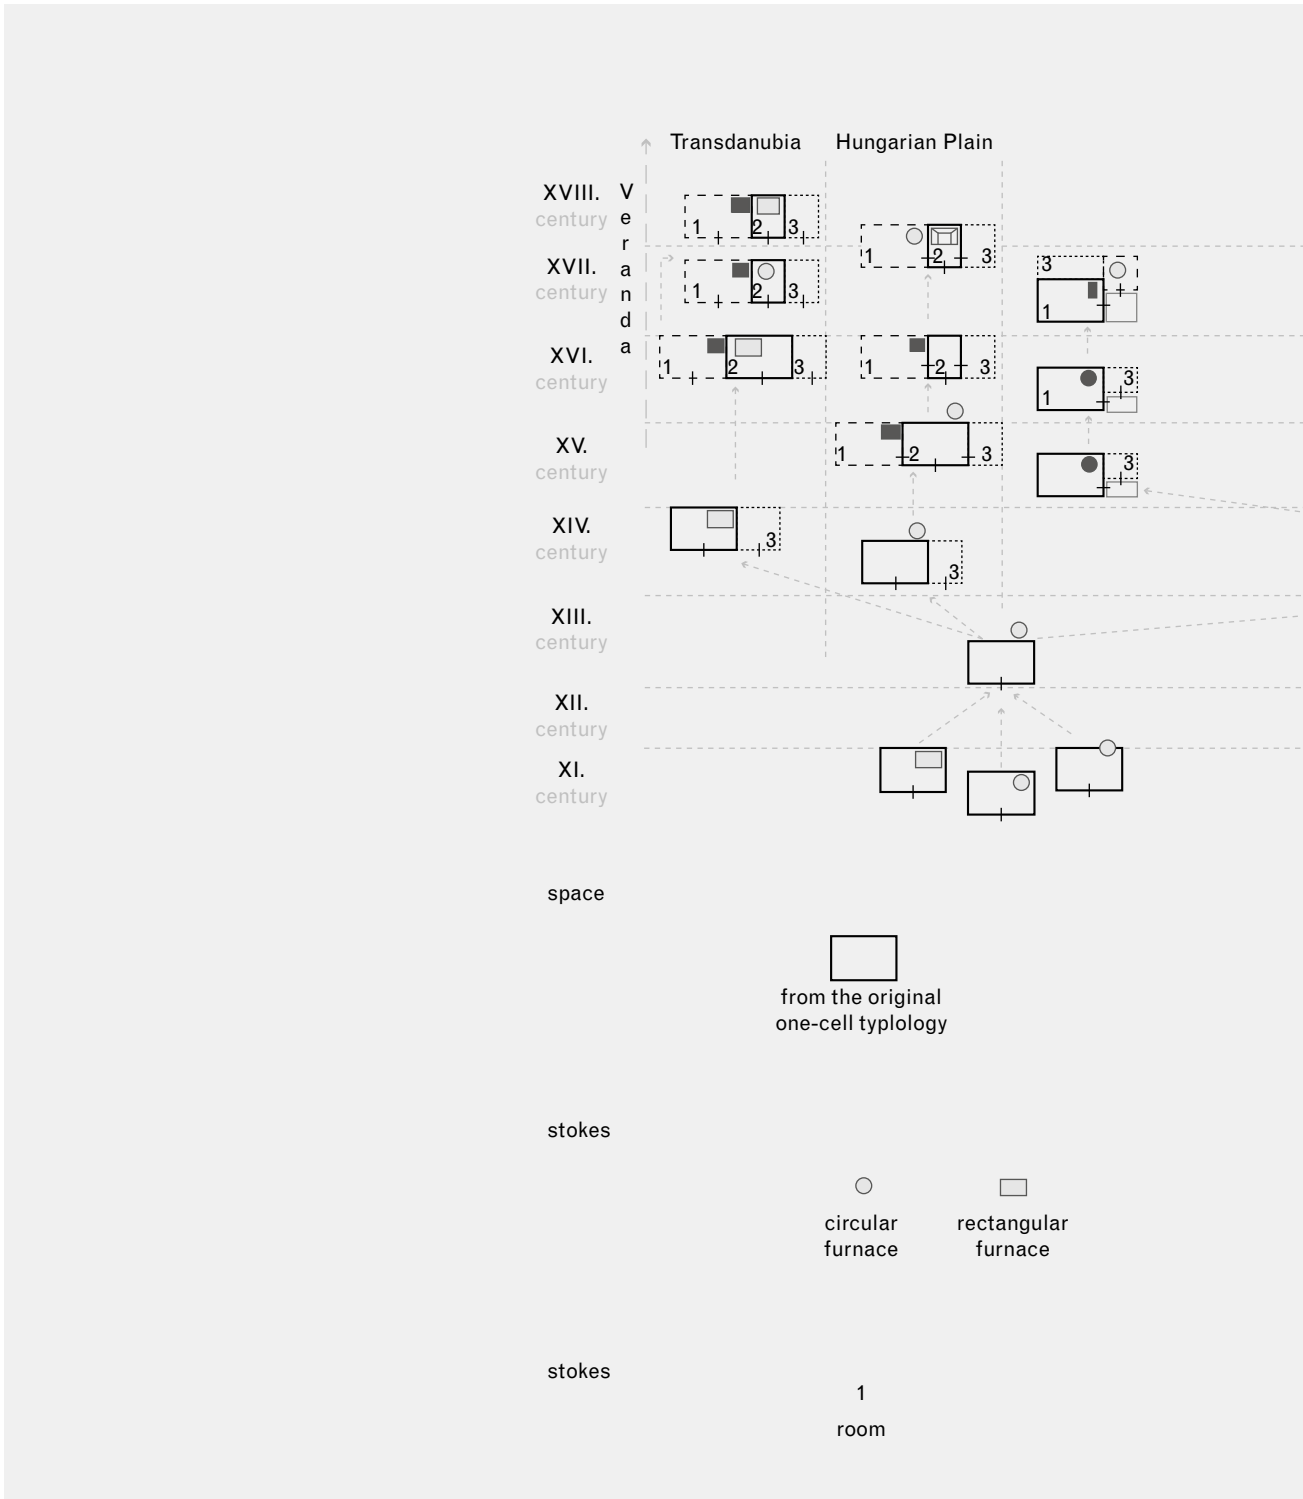 Transdanubia Hungarian Plain
XVIII.
century
Veranda
1 2 3
1 2 3
XVII.
century
1 2 3
3
1
XVI.
century
1 2 3
1 2 3
3
1
XV.
century
1 2 3
3
XIV.
century
3
3
XIII.
century
XII.
century
XI.
century
space
from the original
one-cell typlology
stokes
circular
furnace
rectangular
furnace
stokes
1
room